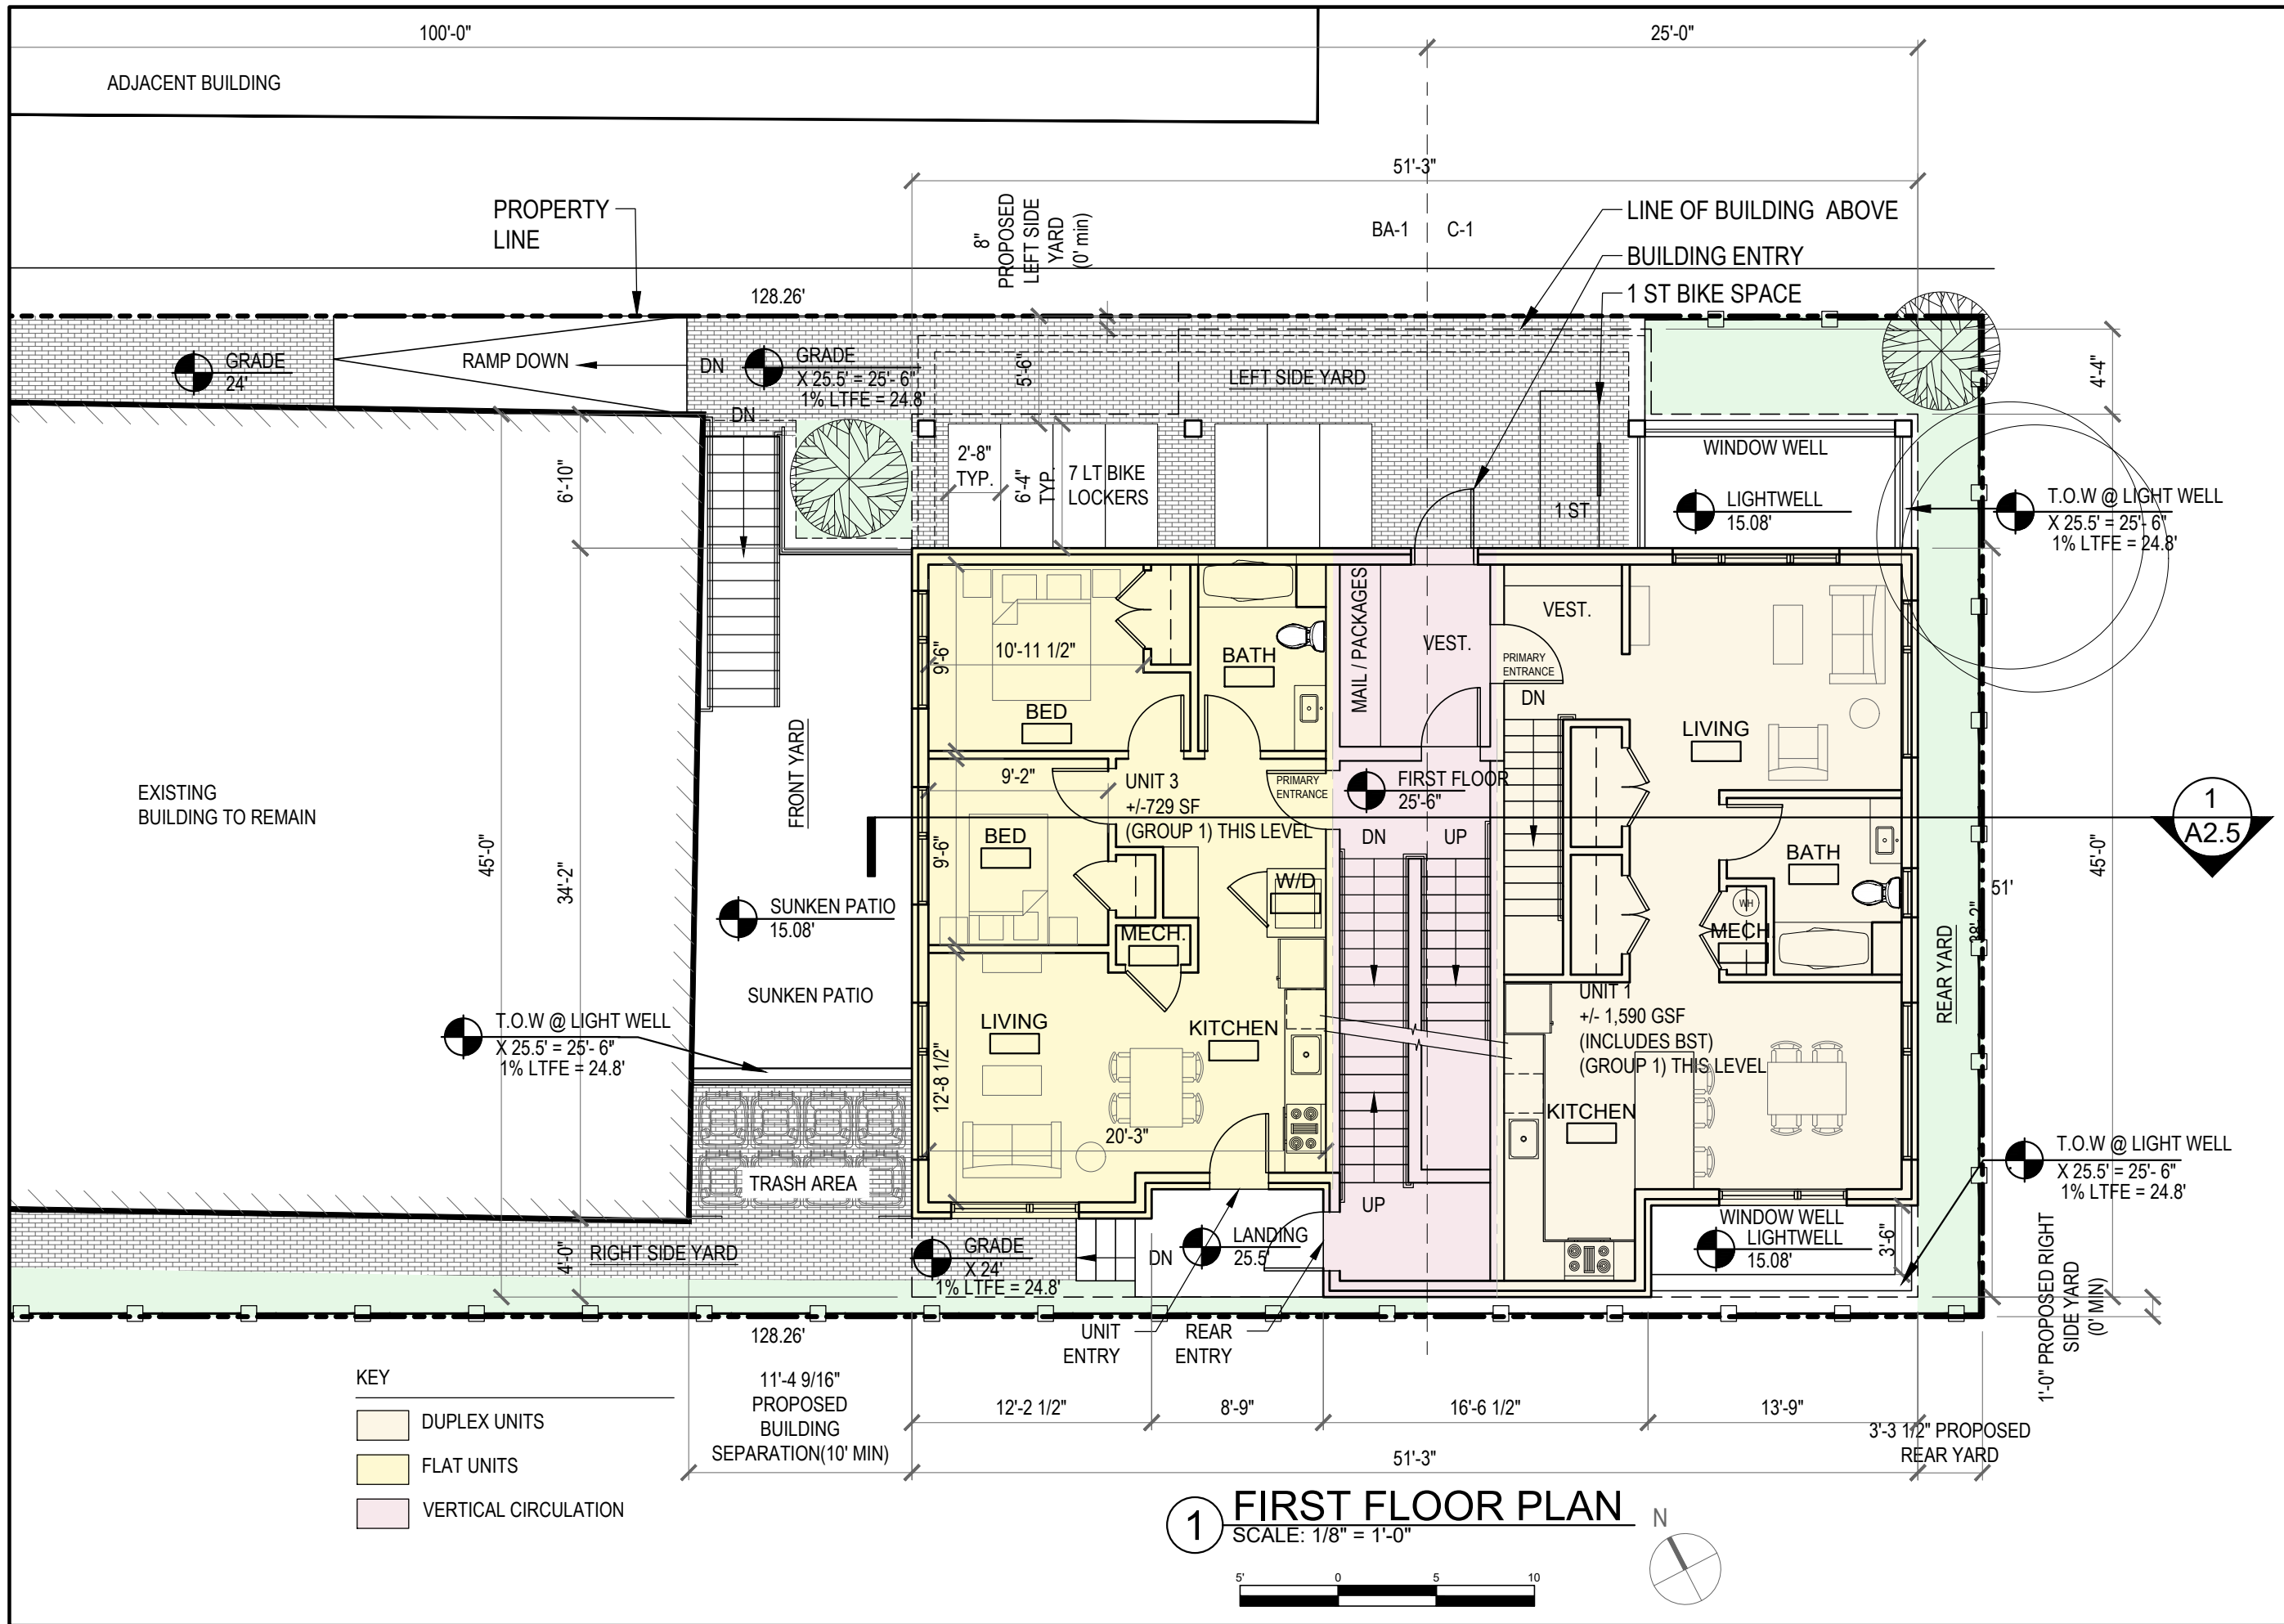 100'-0"
25'-0"
ADJACENT BUILDING
51'-3"
PROPERTY
LINE
8"
PROPOSED
LEFT SIDE
YARD
(0' min)
BA-1
C-1
LINE OF BUILDING ABOVE
BUILDING ENTRY
1 ST BIKE SPACE
128.26'
GRADE
24'
RAMP DOWN
DN
GRADE
X 25.5' = 25'- 6"
1% LTFE = 24.8'
5'-6"
LEFT SIDE YARD
4'-4"
DN
6'-10"
2'-8"
TYP.
6'-4"
TYP.
7 LT BIKE
LOCKERS
1 ST
WINDOW WELL
LIGHTWELL
15.08'
T.O.W @ LIGHT WELL
X 25.5' = 25'- 6"
1% LTFE = 24.8'
9'-6"
10'-11 1/2"
BED
BATH
MAIL / PACKAGES
VEST.
VEST.
PRIMARY
ENTRANCE
DN
LIVING
FRONT YARD
EXISTING
BUILDING TO REMAIN
45'-0"
34'-2"
9'-2"
UNIT 3
+/-729 SF
(GROUP 1) THIS LEVEL
PRIMARY
ENTRANCE
FIRST FLOOR
25'-6"
DN
UP
BED
9'-6"
W/D
MECH.
BATH
WH
MECH.
1
A2.5
45'-0"
51'
38'-2"
REAR YARD
SUNKEN PATIO
15.08'
SUNKEN PATIO
T.O.W @ LIGHT WELL
X 25.5' = 25'- 6"
1% LTFE = 24.8'
LIVING
KITCHEN
12'-8 1/2"
20'-3"
UNIT 1
+/- 1,590 GSF
(INCLUDES BST)
(GROUP 1) THIS LEVEL
KITCHEN
TRASH AREA
UP
T.O.W @ LIGHT WELL
X 25.5' = 25'- 6"
1% LTFE = 24.8'
4'-0"
RIGHT SIDE YARD
GRADE
X 24'
1% LTFE = 24.8'
DN
LANDING
25.5'
WINDOW WELL
LIGHTWELL
15.08'
3'-6"
1'-0" PROPOSED RIGHT
SIDE YARD
(0' MIN)
128.26'
UNIT
ENTRY
REAR
ENTRY
KEY
DUPLEX UNITS
FLAT UNITS
VERTICAL CIRCULATION
11'-4 9/16"
PROPOSED
BUILDING
SEPARATION(10' MIN)
12'-2 1/2"
8'-9"
16'-6 1/2"
13'-9"
3'-3 1/2" PROPOSED
REAR YARD
51'-3"
1
FIRST FLOOR PLAN
SCALE: 1/8" = 1'-0"
N
5'
0
5
10